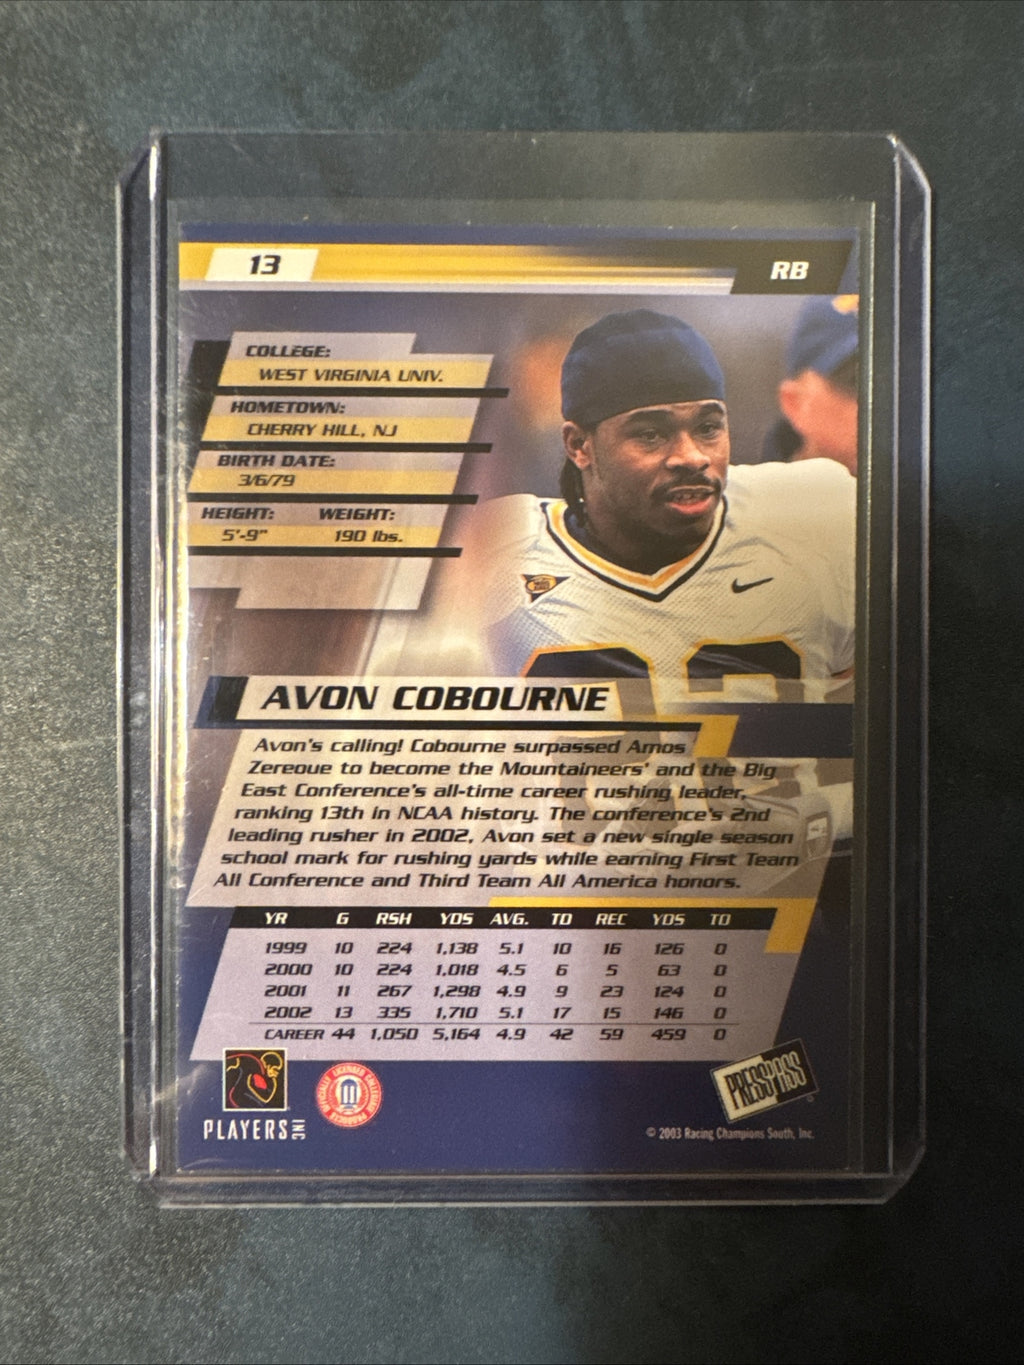 13
RB
COLLEGE:
WEST VIRGINIA UNIV.
HOMETOWN:
CHERRY HILL, NJ
BIRTH DATE:
3/6/79
HEIGHT: WEIGHT:
5'-9" 190 lbs.
AVON COBOURNE
Avon's calling! Cobourne surpassed Amos
Zereoue to become the Mountaineers' and the Big
East Conference's all-time career rushing leader,
ranking 13th in NCAA history. The conference's 2nd
leading rusher in 2002, Avon set a new single season
school mark for rushing yards while earning First Team
All Conference and Third Team All America honors.
YR G RSH YDS AVG. TD REC YDS TD
1999 10 224 1,138 5.1 10 16 126 0
2000 10 224 1,018 4.5 6 5 63 0
2001 11 267 1,298 4.9 9 23 124 0
2002 13 335 1,710 5.1 17 15 146 0
CAREER 44 1,050 5,164 4.9 42 59 459 0
PLAYERS INC
OFFICIALLY LICENSED COLLEGIATE PRODUCTS
PRESS PASS
© 2003 Racing Champions South, Inc.